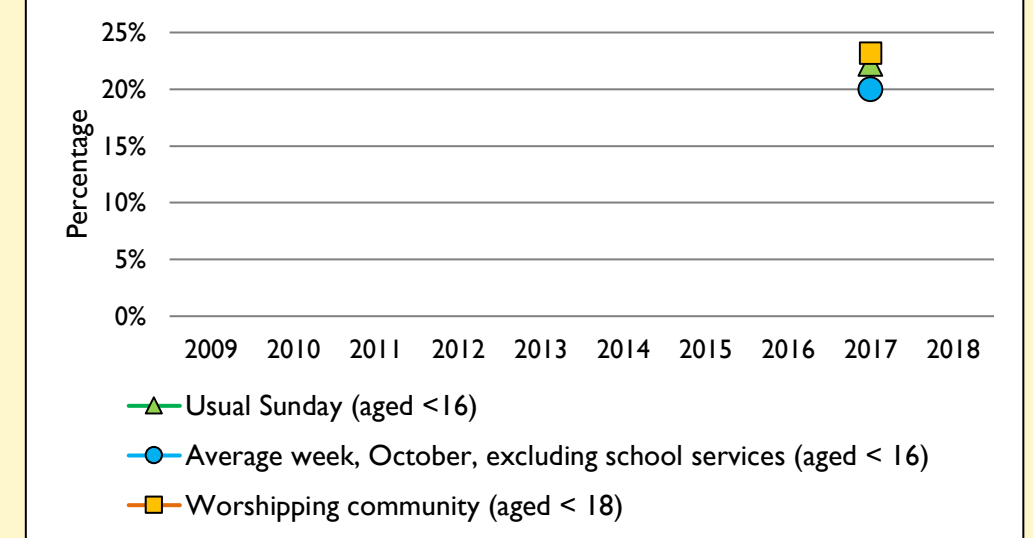 25%
20%
15%
10%
5%
0%
Percentage
2009 2010 2011 2012 2013 2014 2015 2016 2017 2018
Usual Sunday (aged <16)
Average week, October, excluding school services (aged < 16)
Worshipping community (aged < 18)